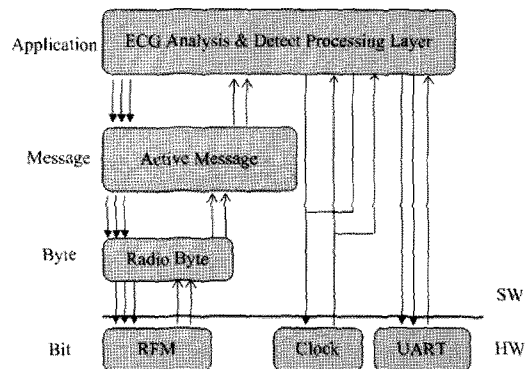 Application
ECG Analysis & Detect Processing Layer
Message
Active Message
Byte
Radio Byte
SW
Bit
RFM
Clock
UART
HW